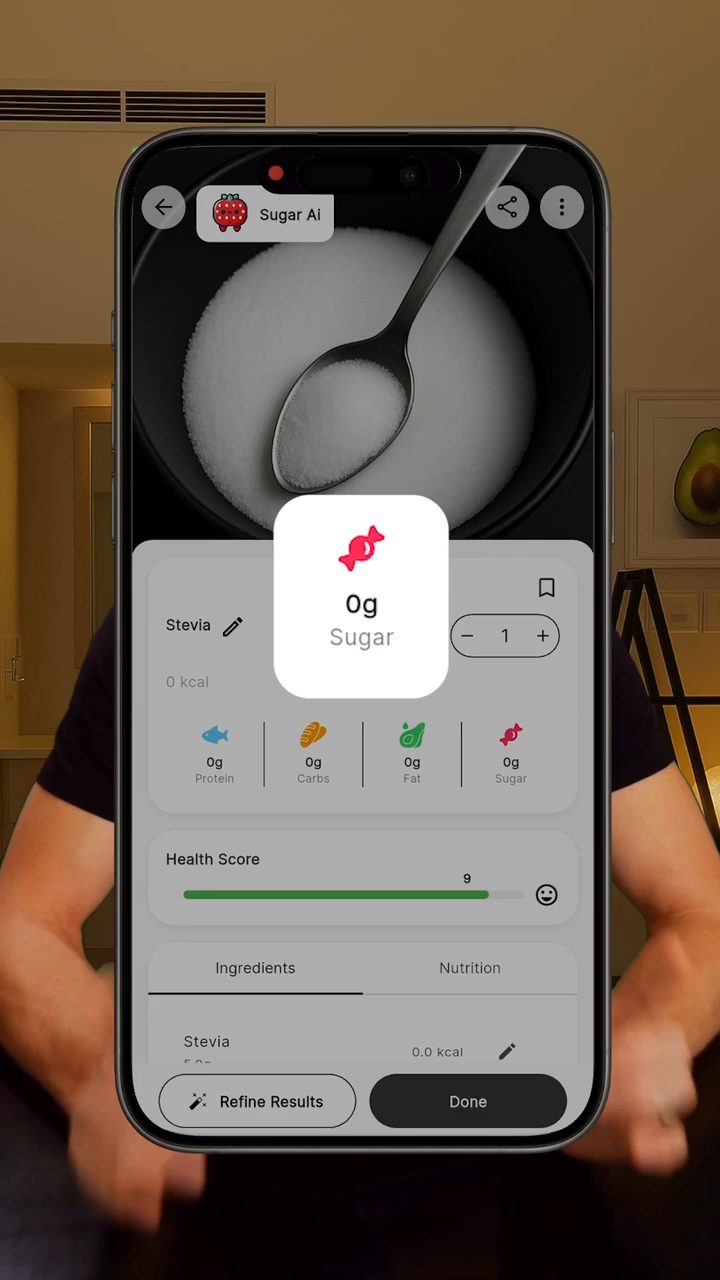 Sugar Ai
0g
Sugar
Stevia
1
0 kcal
0g
Protein
0g
Carbs
0g
Fat
0g
Sugar
Health Score
9
Ingredients
Nutrition
Stevia
0.0 kcal
Refine Results
Done